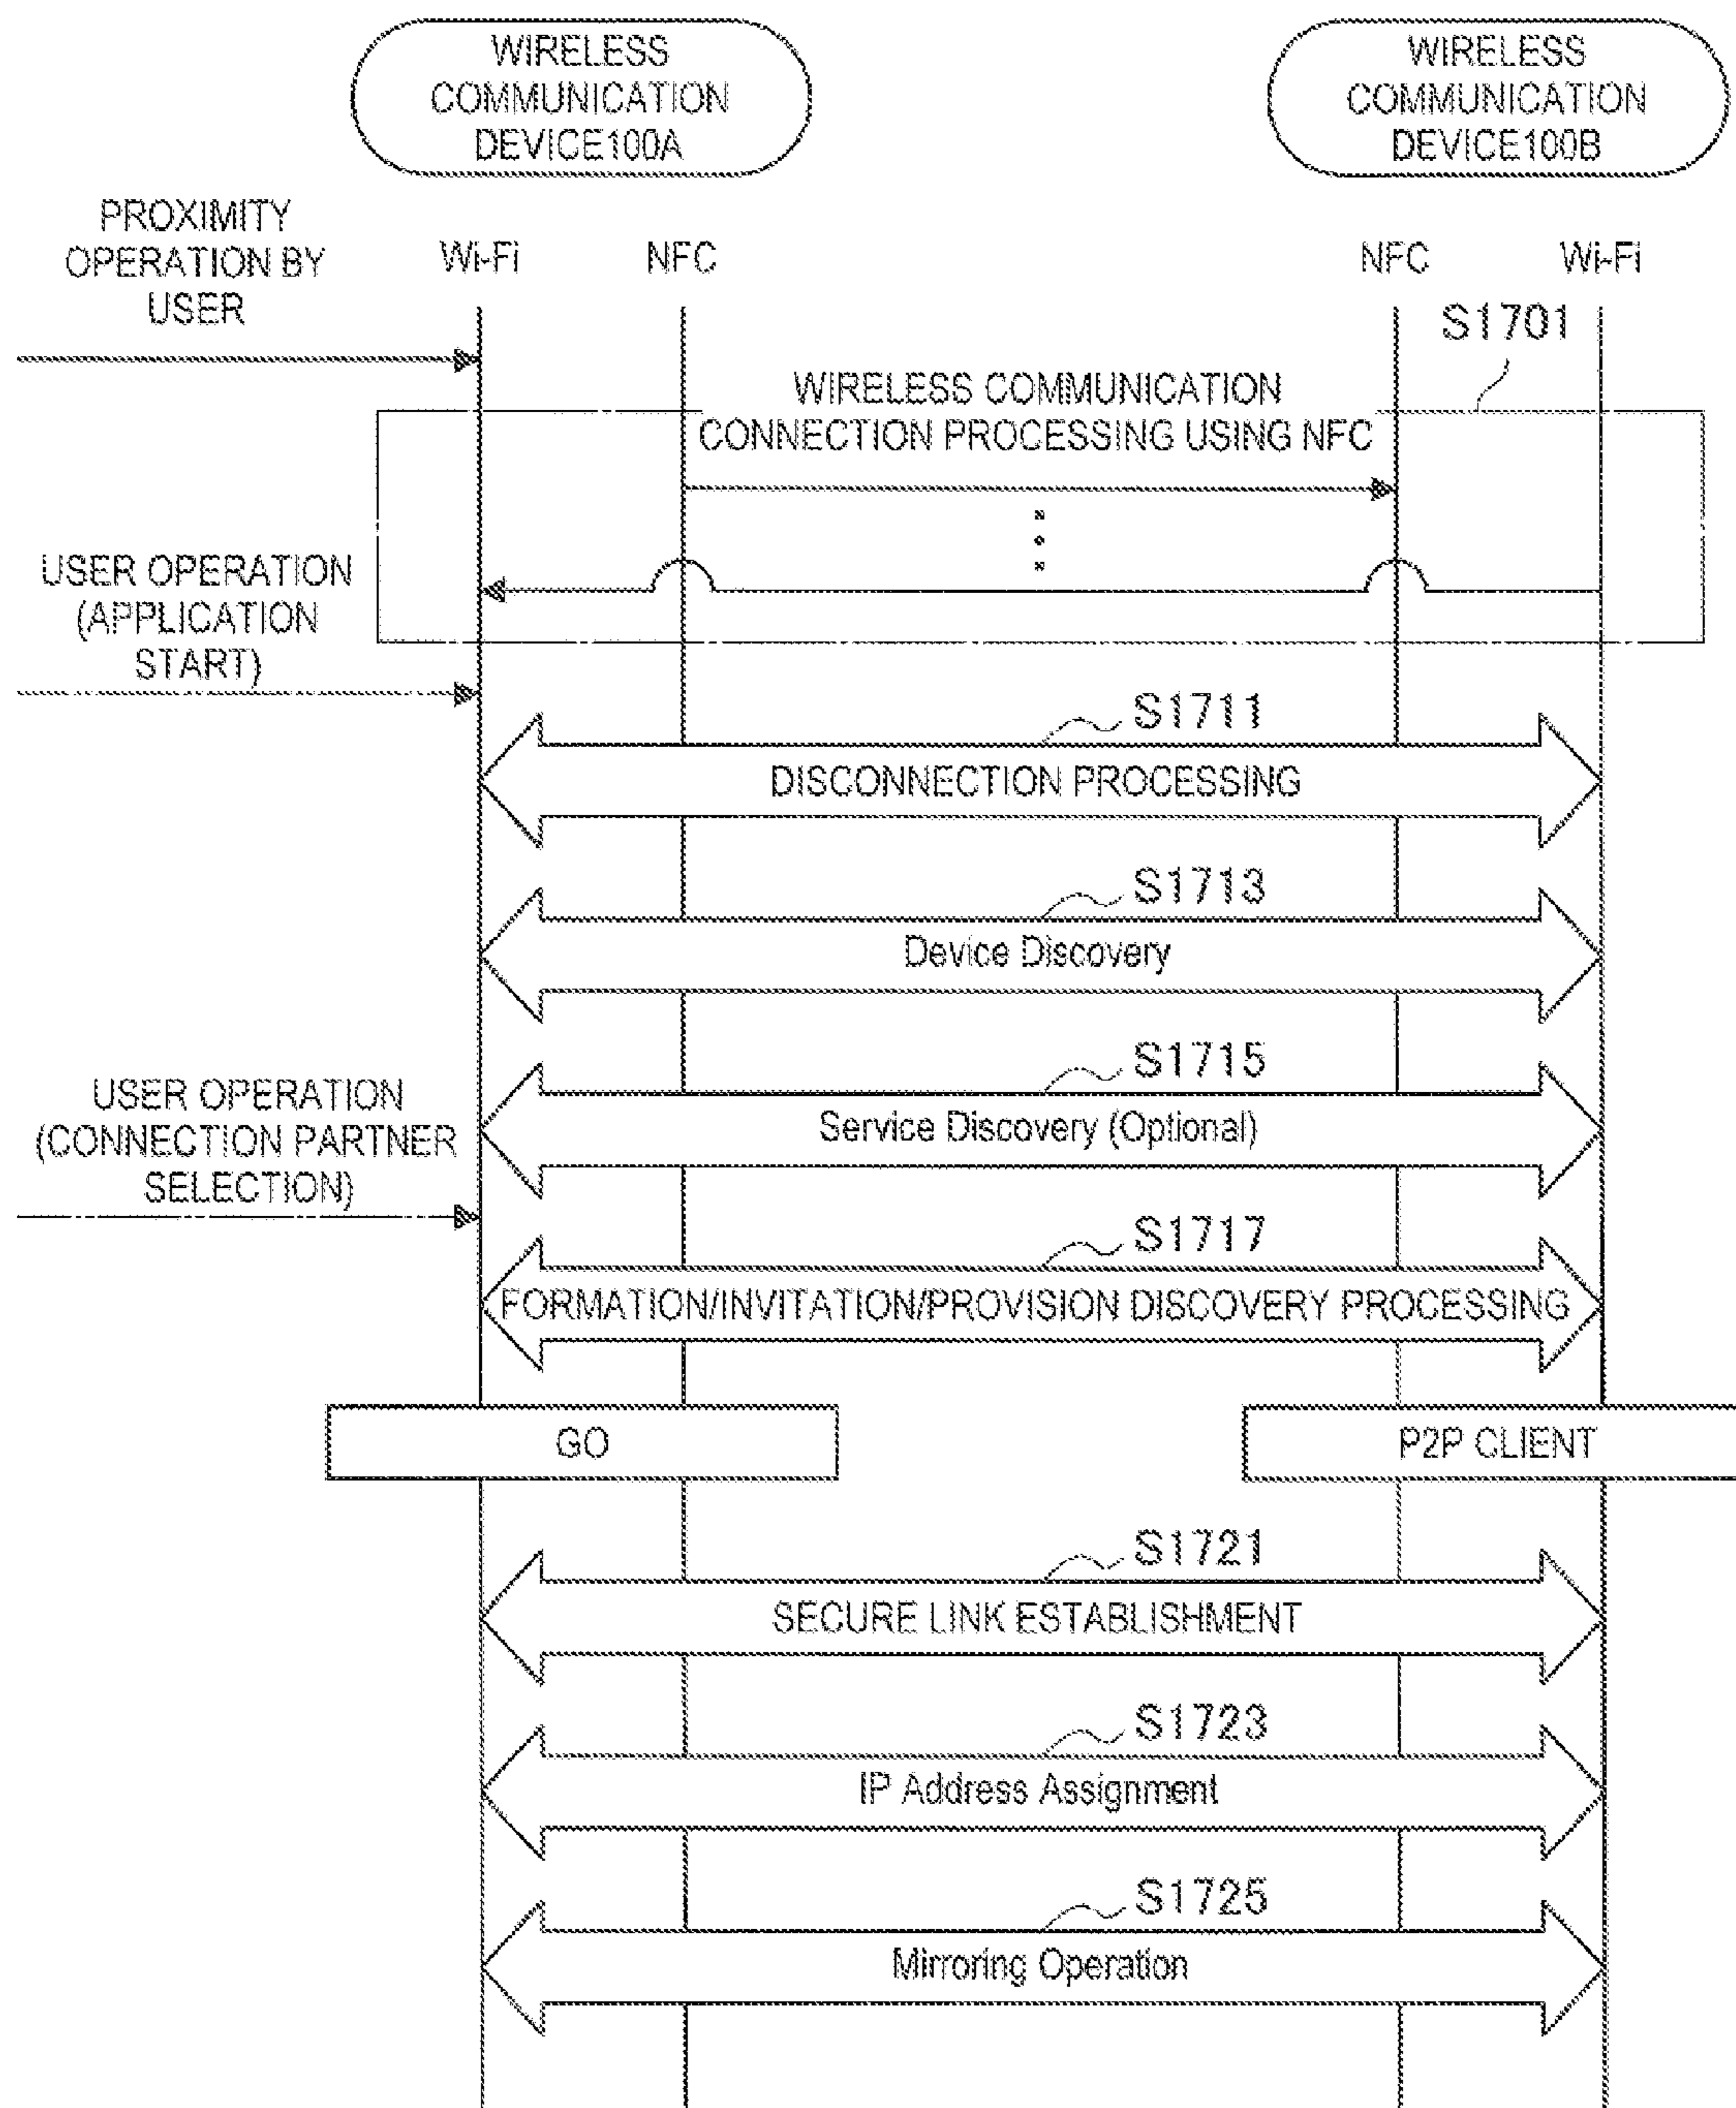 WIRELESS
COMMUNICATION
DEVICE100A
WIRELESS
COMMUNICATION
DEVICE100B
PROXIMITY
OPERATION BY
USER
Wi-Fi
NFC
NFC
Wi-Fi
S1701
WIRELESS COMMUNICATION
CONNECTION PROCESSING USING NFC
USER OPERATION
(APPLICATION
START)
S1711
DISCONNECTION PROCESSING
S1713
Device Discovery
S1715
Service Discovery (Optional)
USER OPERATION
(CONNECTION PARTNER
SELECTION)
S1717
FORMATION/INVITATION/PROVISION DISCOVERY PROCESSING
GO
P2P CLIENT
S1721
SECURE LINK ESTABLISHMENT
S1723
IP Address Assignment
S1725
Mirroring Operation